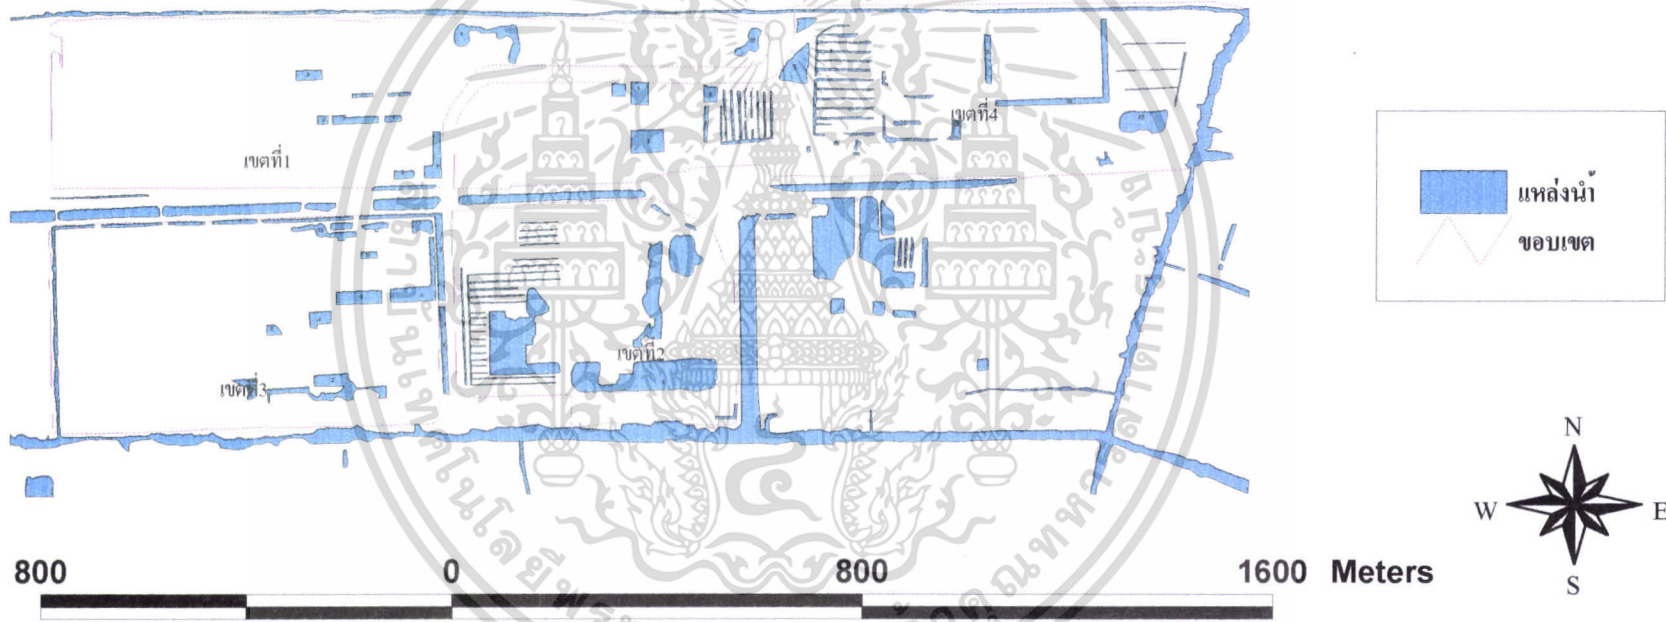 เขตที่4
เขตที่1
เขตที่2
เขตที่3
แหล่งน้ำ
ขอบเขต
N
W E
S
800 0 800 1600 Meters